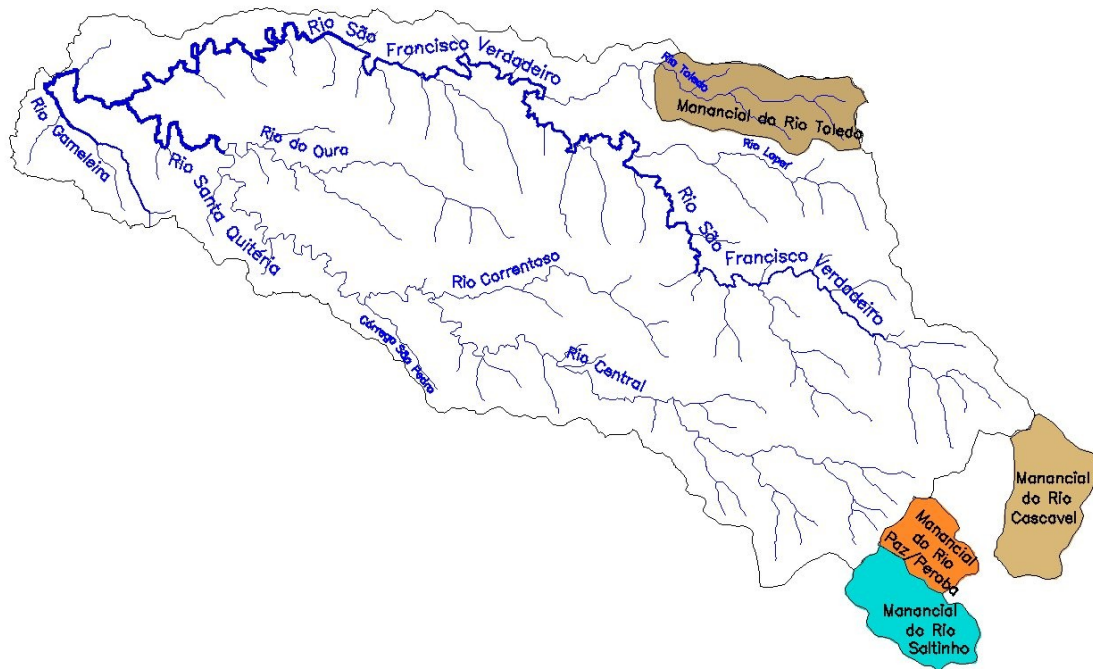 Rio São Francisco Verdadeiro
Rio Toledo
Manancial do Rio Toledo
Rio Gameleira
Rio do Ouro
Rio Lopeí
Rio Santa Quitéria
Rio São Francisco Verdadeiro
Rio Correntoso
Córrego São Pedro
Rio Central
Manancial
do Rio
Cascavel
Manancial
do Rio
Paz/Peroba
Manancial
do Rio
Saltinho